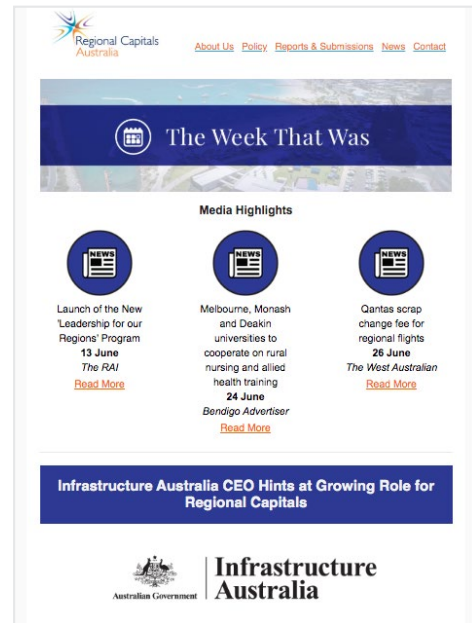 Regional Capitals
Australia
About Us Policy Reports & Submissions News Contact
The Week That Was
Media Highlights
NEWS
NEWS
NEWS
Launch of the New
'Leadership for our
Regions' Program
13 June
The RAI
Read More
Melbourne, Monash
and Deakin
universities to
cooperate on rural
nursing and allied
health training
24 June
Bendigo Advertiser
Read More
Qantas scrap
change fee for
regional flights
26 June
The West Australian
Read More
Infrastructure Australia CEO Hints at Growing Role for
Regional Capitals
Australian Government
Infrastructure
Australia